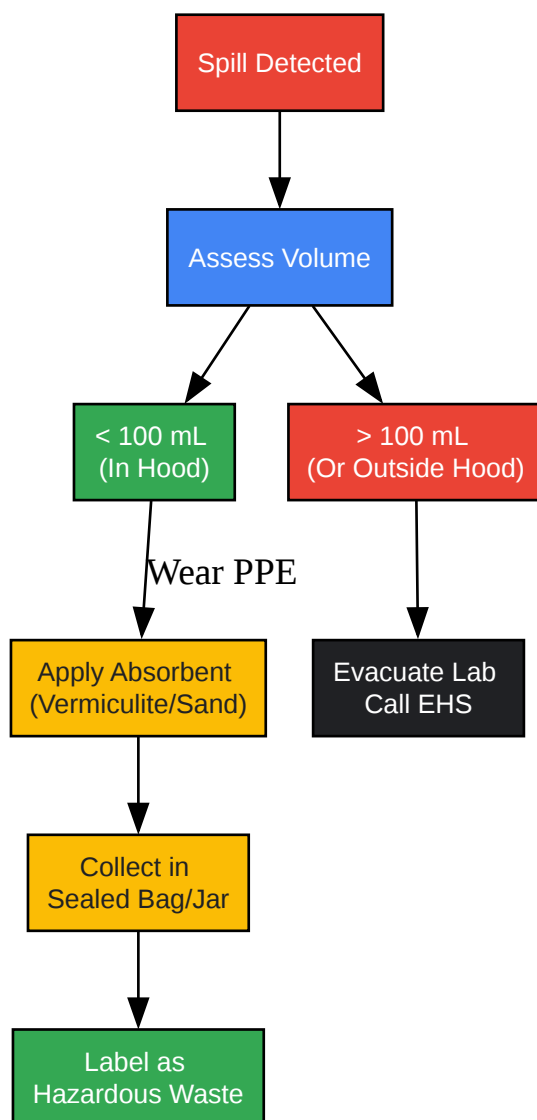 Spill Detected
Assess Volume
< 100 mL
(In Hood)
> 100 mL
(Or Outside Hood)
Wear PPE
Apply Absorbent
(Vermiculite/Sand)
Evacuate Lab
Call EHS
Collect in
Sealed Bag/Jar
Label as
Hazardous Waste